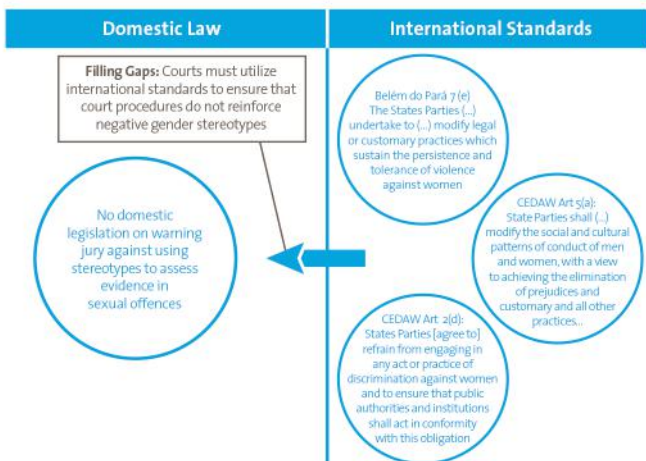 Domestic Law
International Standards
Filling Gaps: Courts must utilize
international standards to ensure that
court procedures do not reinforce
negative gender stereotypes
No domestic
legislation on warning
jury against using
stereotypes to assess
evidence in
sexual offences
Belém do Pará 7 (e)
The States Parties (...)
undertake to (...) modify legal
or customary practices which
sustain the persistence and
tolerance of violence
against women
CEDAW Art 5(a):
State Parties shall (...)
modify the social and cultural
patterns of conduct of men
and women, with a view
to achieving the elimination
of prejudices and
customary and all other
practices...
CEDAW Art 2(d):
States Parties [agree to]
refrain from engaging in
any act or practice of
discrimination against women
and to ensure that public
authorities and institutions
shall act in conformity
with this obligation